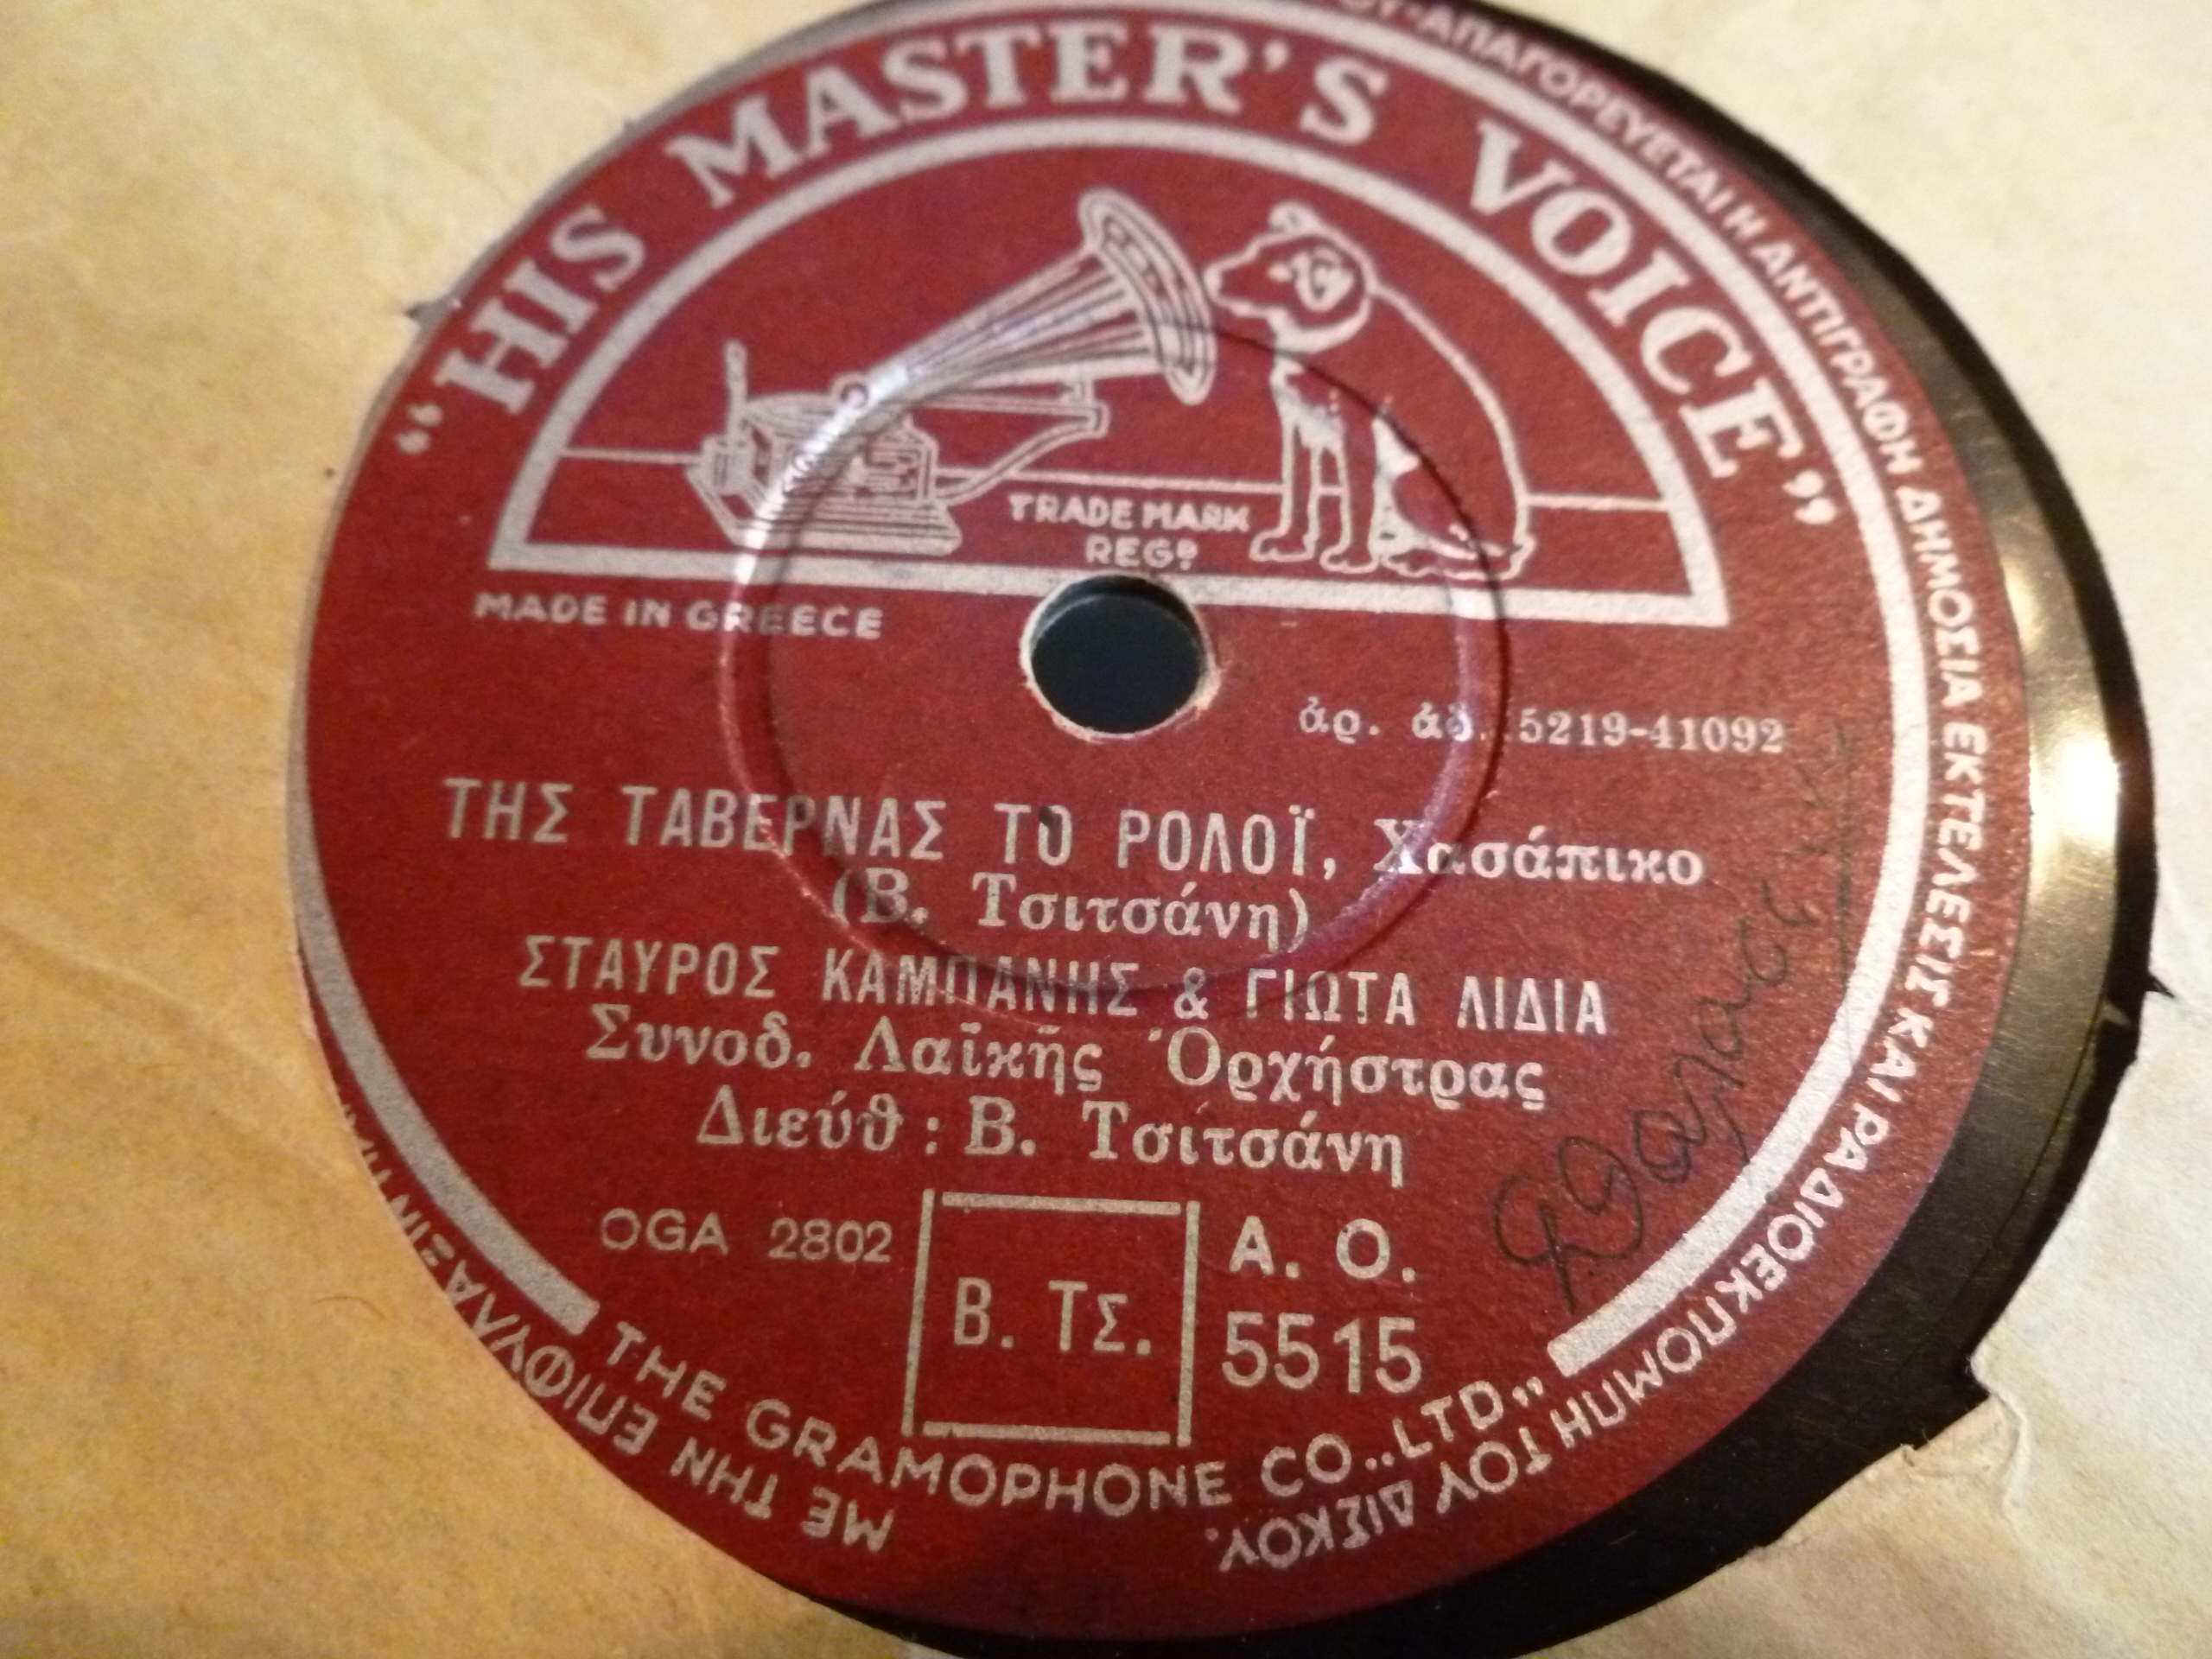 “HIS MASTER'S VOICE”
TRADE MARK
REGD
MADE IN GREECE
ἀρ. ἀδ. 5219-41092
ΤΗΣ ΤΑΒΕΡΝΑΣ ΤΟ ΡΟΛΟΪ, Χασάπικο
(Β. Τσιτσάνη)
ΣΤΑΥΡΟΣ ΚΑΜΠΑΝΗΣ & ΓΙΩΤΑ ΛΙΔΙΑ
Συνοδ. Λαϊκῆς Ὀρχήστρας
Διεύθ : Β. Τσιτσάνη
OGA 2802
Β. ΤΣ.
A. O.
5515
THE GRAMOPHONE CO., LTD.,
ΜΕ ΤΗΝ ΕΠΙΦΥΛΑΞΙΝ
ΑΠΑΓΟΡΕΥΕΤΑΙ Η ΑΝΤΙΓΡΑΦΗ ΔΗΜΟΣΙΑ ΕΚΤΕΛΕΣΙΣ ΚΑΙ ΡΑΔΙΟΕΚΠΟΜΠΗ ΤΟΥ ΔΙΣΚΟΥ.